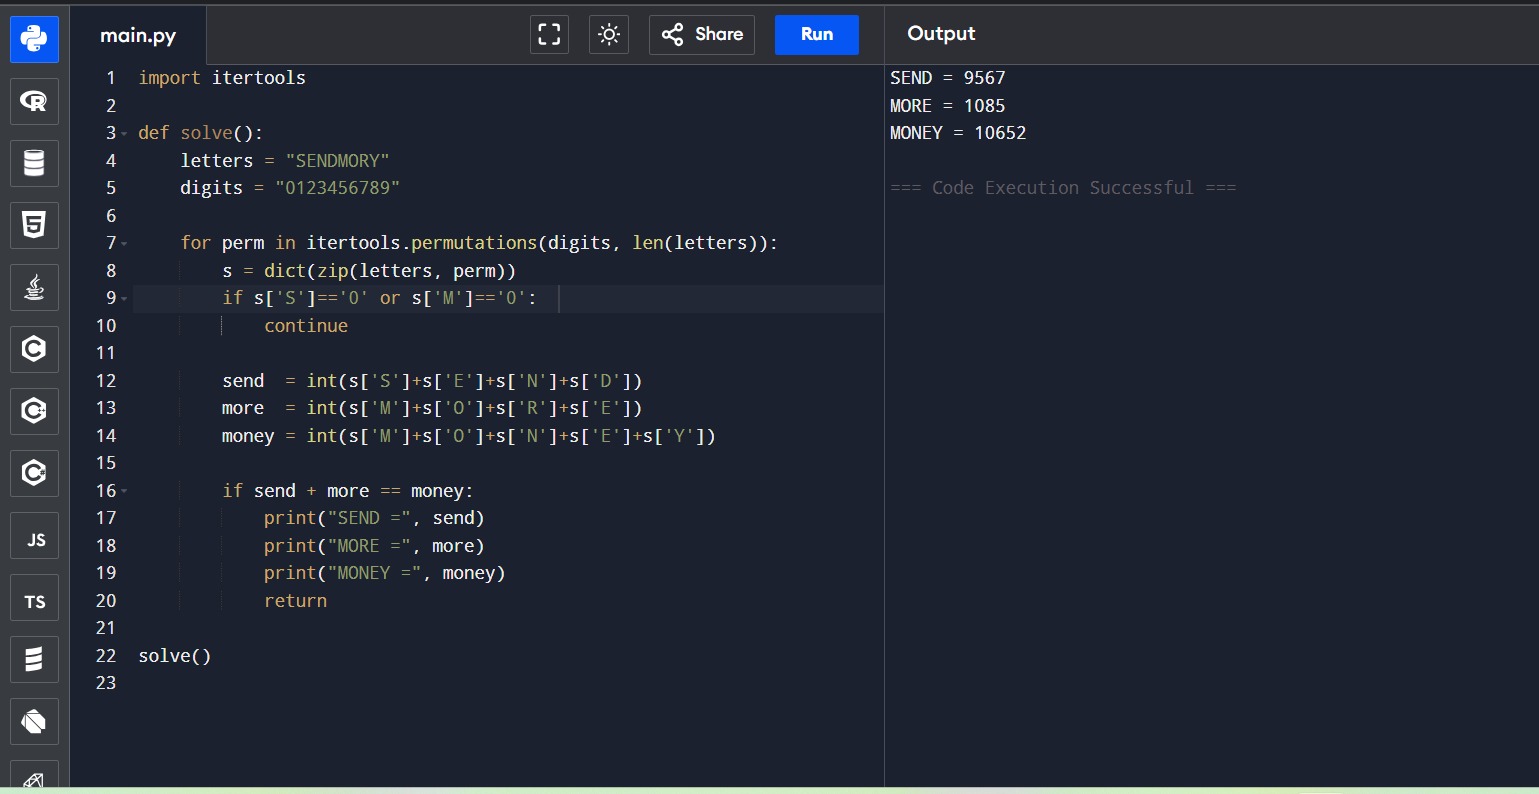 main.py
Share
Run
Output
1 import itertools
2
3 def solve():
4     letters = "SENDMORY"
5     digits = "0123456789"
6
7     for perm in itertools.permutations(digits, len(letters)):
8         s = dict(zip(letters, perm))
9         if s['S']=='0' or s['M']=='0':
10             continue
11
12         send  = int(s['S']+s['E']+s['N']+s['D'])
13         more  = int(s['M']+s['O']+s['R']+s['E'])
14         money = int(s['M']+s['O']+s['N']+s['E']+s['Y'])
15
16         if send + more == money:
17             print("SEND =", send)
18             print("MORE =", more)
19             print("MONEY =", money)
20             return
21
22 solve()
23
SEND = 9567
MORE = 1085
MONEY = 10652
=== Code Execution Successful ===
R
5
C
C++
C#
JS
TS